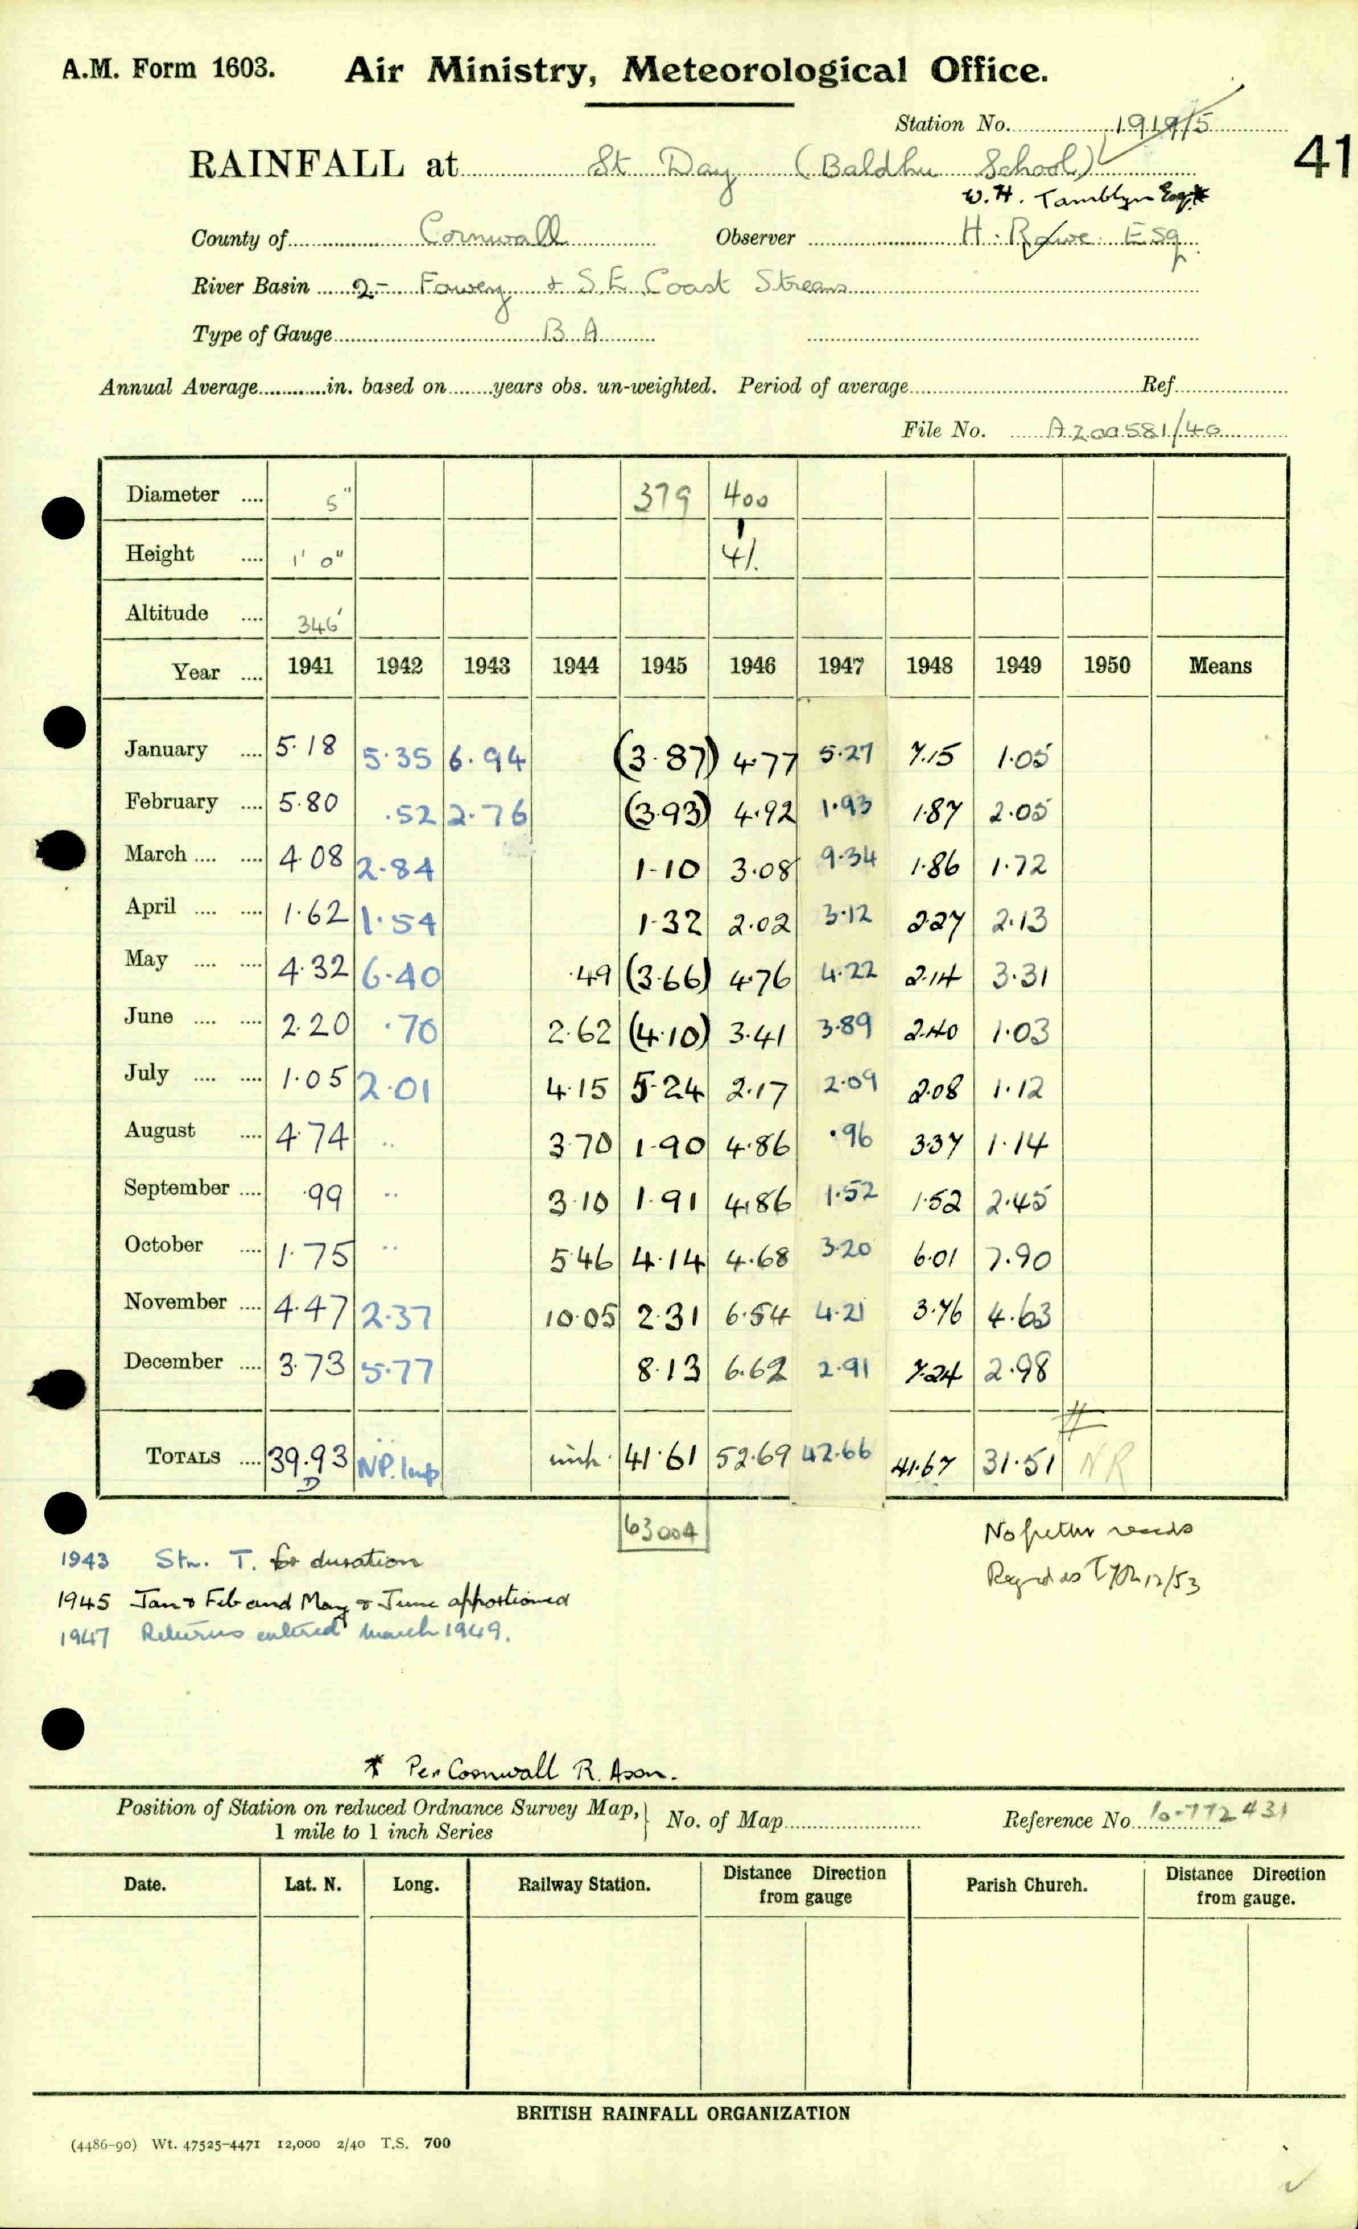 A.M. Form 1603. Air Ministry, Meteorological Office.
Station No. 1919/5
41
RAINFALL at St Day (Baldhu School)
W. H. Tamblyn Esq.*
County of Cornwall Observer H. Rowe Esq
River Basin 2- Fowey & S.E. Coast Streams
Type of Gauge B A
Annual Average in. based on years obs. un-weighted. Period of average Ref.
File No. A200581/40
Diameter .... 5" 379 400
Height .... 1' 0" 41.
Altitude .... 346'
Year .... 1941 1942 1943 1944 1945 1946 1947 1948 1949 1950 Means
January .... 5.18 5.35 6.94 (3.87) 4.77 5.27 7.15 1.05
February .... 5.80 .52 2.76 (3.93) 4.92 1.93 1.87 2.05
March .... .... 4.08 2.84 1.10 3.08 9.34 1.86 1.72
April .... .... 1.62 1.54 1.32 2.02 3.12 2.27 2.13
May .... .... 4.32 6.40 .49 (3.66) 4.76 4.22 2.14 3.31
June .... .... 2.20 .70 2.62 (4.10) 3.41 3.89 2.40 1.03
July .... .... 1.05 2.01 4.15 5.24 2.17 2.09 2.08 1.12
August .... 4.74 .. 3.70 1.90 4.86 .96 3.37 1.14
September .... .99 .. 3.10 1.91 4.86 1.52 1.52 2.45
October .... 1.75 .. 5.46 4.14 4.68 3.20 6.01 7.90
November .... 4.47 2.37 10.05 2.31 6.54 4.21 3.76 4.63
December .... 3.73 5.77 8.13 6.62 2.91 7.24 2.98
TOTALS .... 39.93 NP. Imp 41.61 52.69 42.66 41.67 31.51 NR
D
63004
No further records
1943 Stn. T. for duration
1945 Jan & Feb and May & June apportioned
1947 Returns entered March 1949.
* Per Cornwall R. Assn.
Position of Station on reduced Ordnance Survey Map, 1 mile to 1 inch Series } No. of Map Reference No. 10-772431
Date. Lat. N. Long. Railway Station. Distance from gauge Direction Parish Church. Distance Direction from gauge.
BRITISH RAINFALL ORGANIZATION
(4486-90) Wt. 47525-4471 12,000 2/40 T.S. 700